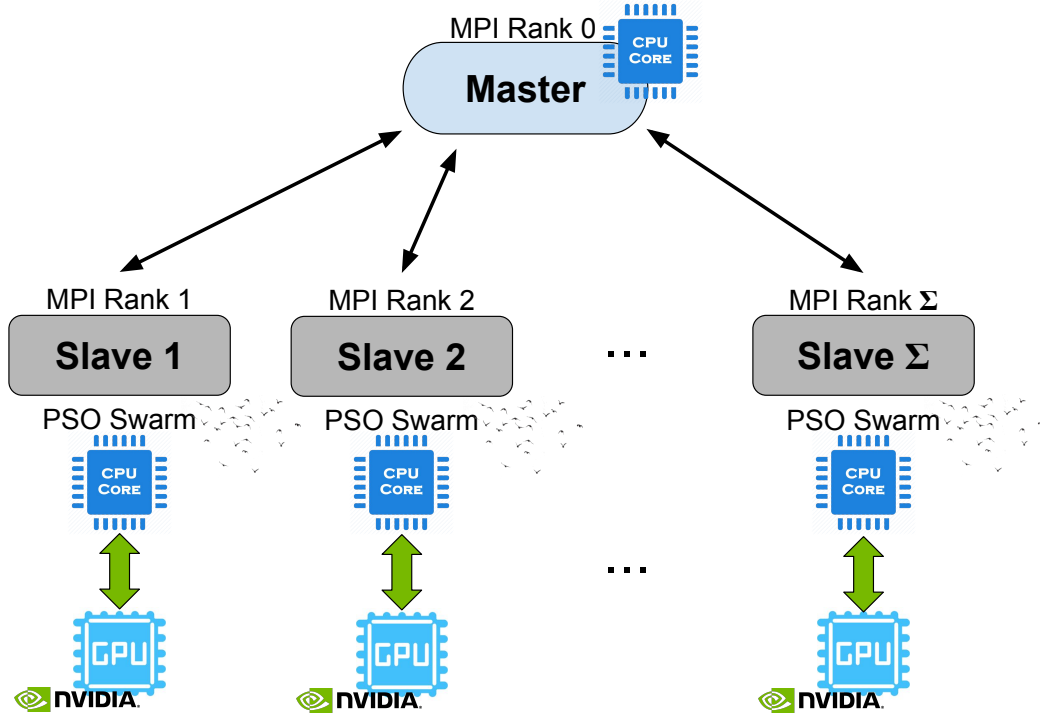 MPI Rank 0
CPU
CORE
Master
MPI Rank 1
MPI Rank 2
MPI Rank Σ
Slave 1
Slave 2
...
Slave Σ
PSO Swarm
PSO Swarm
PSO Swarm
CPU
CORE
CPU
CORE
CPU
CORE
...
GPU
GPU
GPU
NVIDIA.
NVIDIA.
NVIDIA.